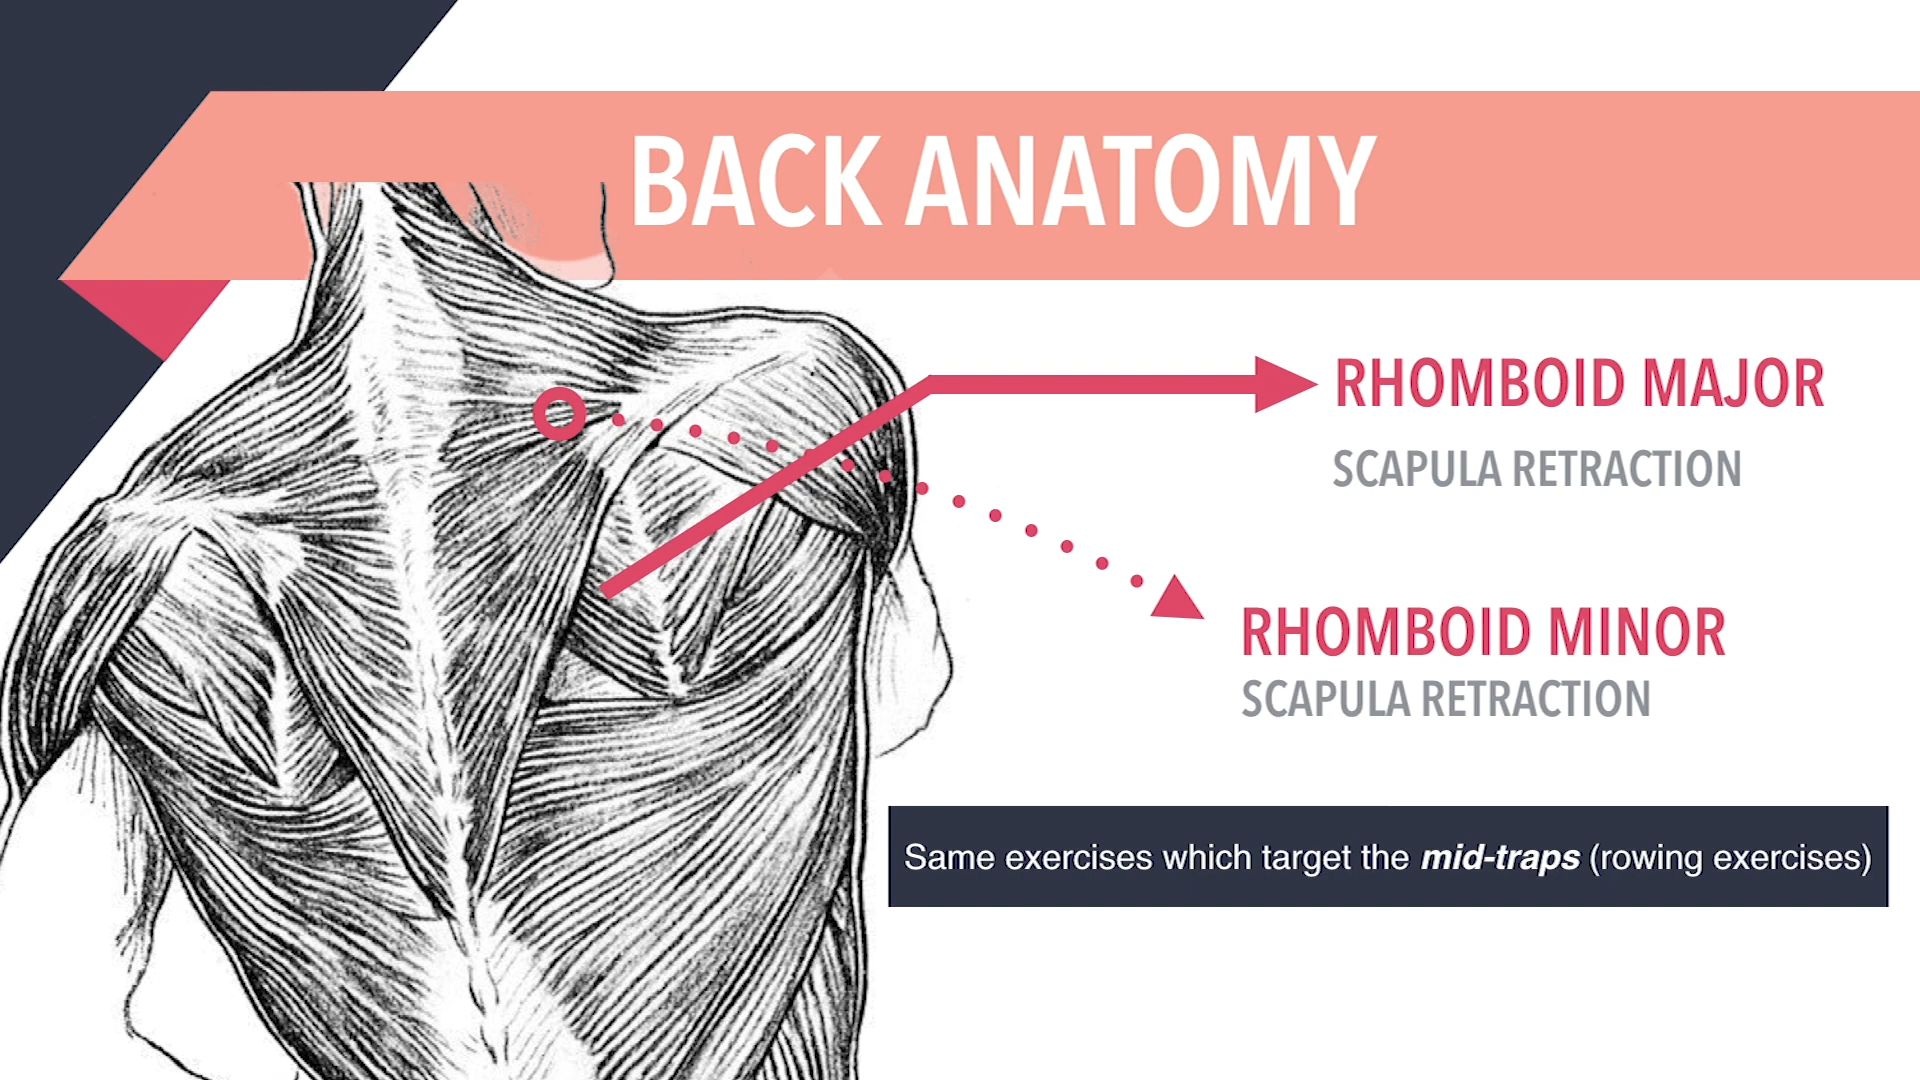 BACK ANATOMY
RHOMBOID MAJOR
SCAPULA RETRACTION
RHOMBOID MINOR
SCAPULA RETRACTION
Same exercises which target the mid-traps (rowing exercises)